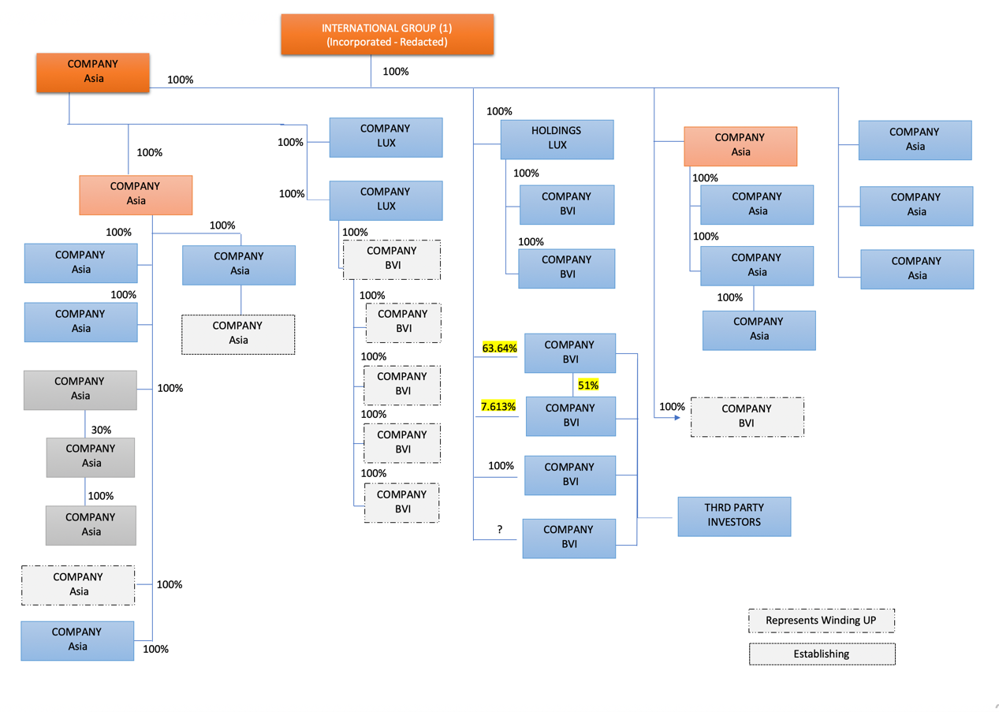 INTERNATIONAL GROUP (1)
(Incorporated - Redacted)
100%
COMPANY
Asia
100%
100%
COMPANY
Asia
100%
COMPANY
Asia
100%
COMPANY
Asia
100%
COMPANY
Asia
COMPANY
Asia
COMPANY
Asia
100%
30%
COMPANY
Asia
100%
COMPANY
Asia
COMPANY
Asia
100%
COMPANY
Asia
100%
100%
COMPANY
LUX
100%
COMPANY
LUX
100%
COMPANY
BVI
100%
COMPANY
BVI
100%
COMPANY
BVI
100%
COMPANY
BVI
100%
COMPANY
BVI
100%
HOLDINGS
LUX
100%
COMPANY
BVI
100%
COMPANY
BVI
63.64%
COMPANY
BVI
51%
7.613%
COMPANY
BVI
100%
COMPANY
BVI
?
COMPANY
BVI
THRD PARTY
INVESTORS
COMPANY
Asia
100%
COMPANY
Asia
100%
COMPANY
Asia
100%
COMPANY
Asia
100%
COMPANY
BVI
COMPANY
Asia
COMPANY
Asia
COMPANY
Asia
Represents Winding UP
Establishing